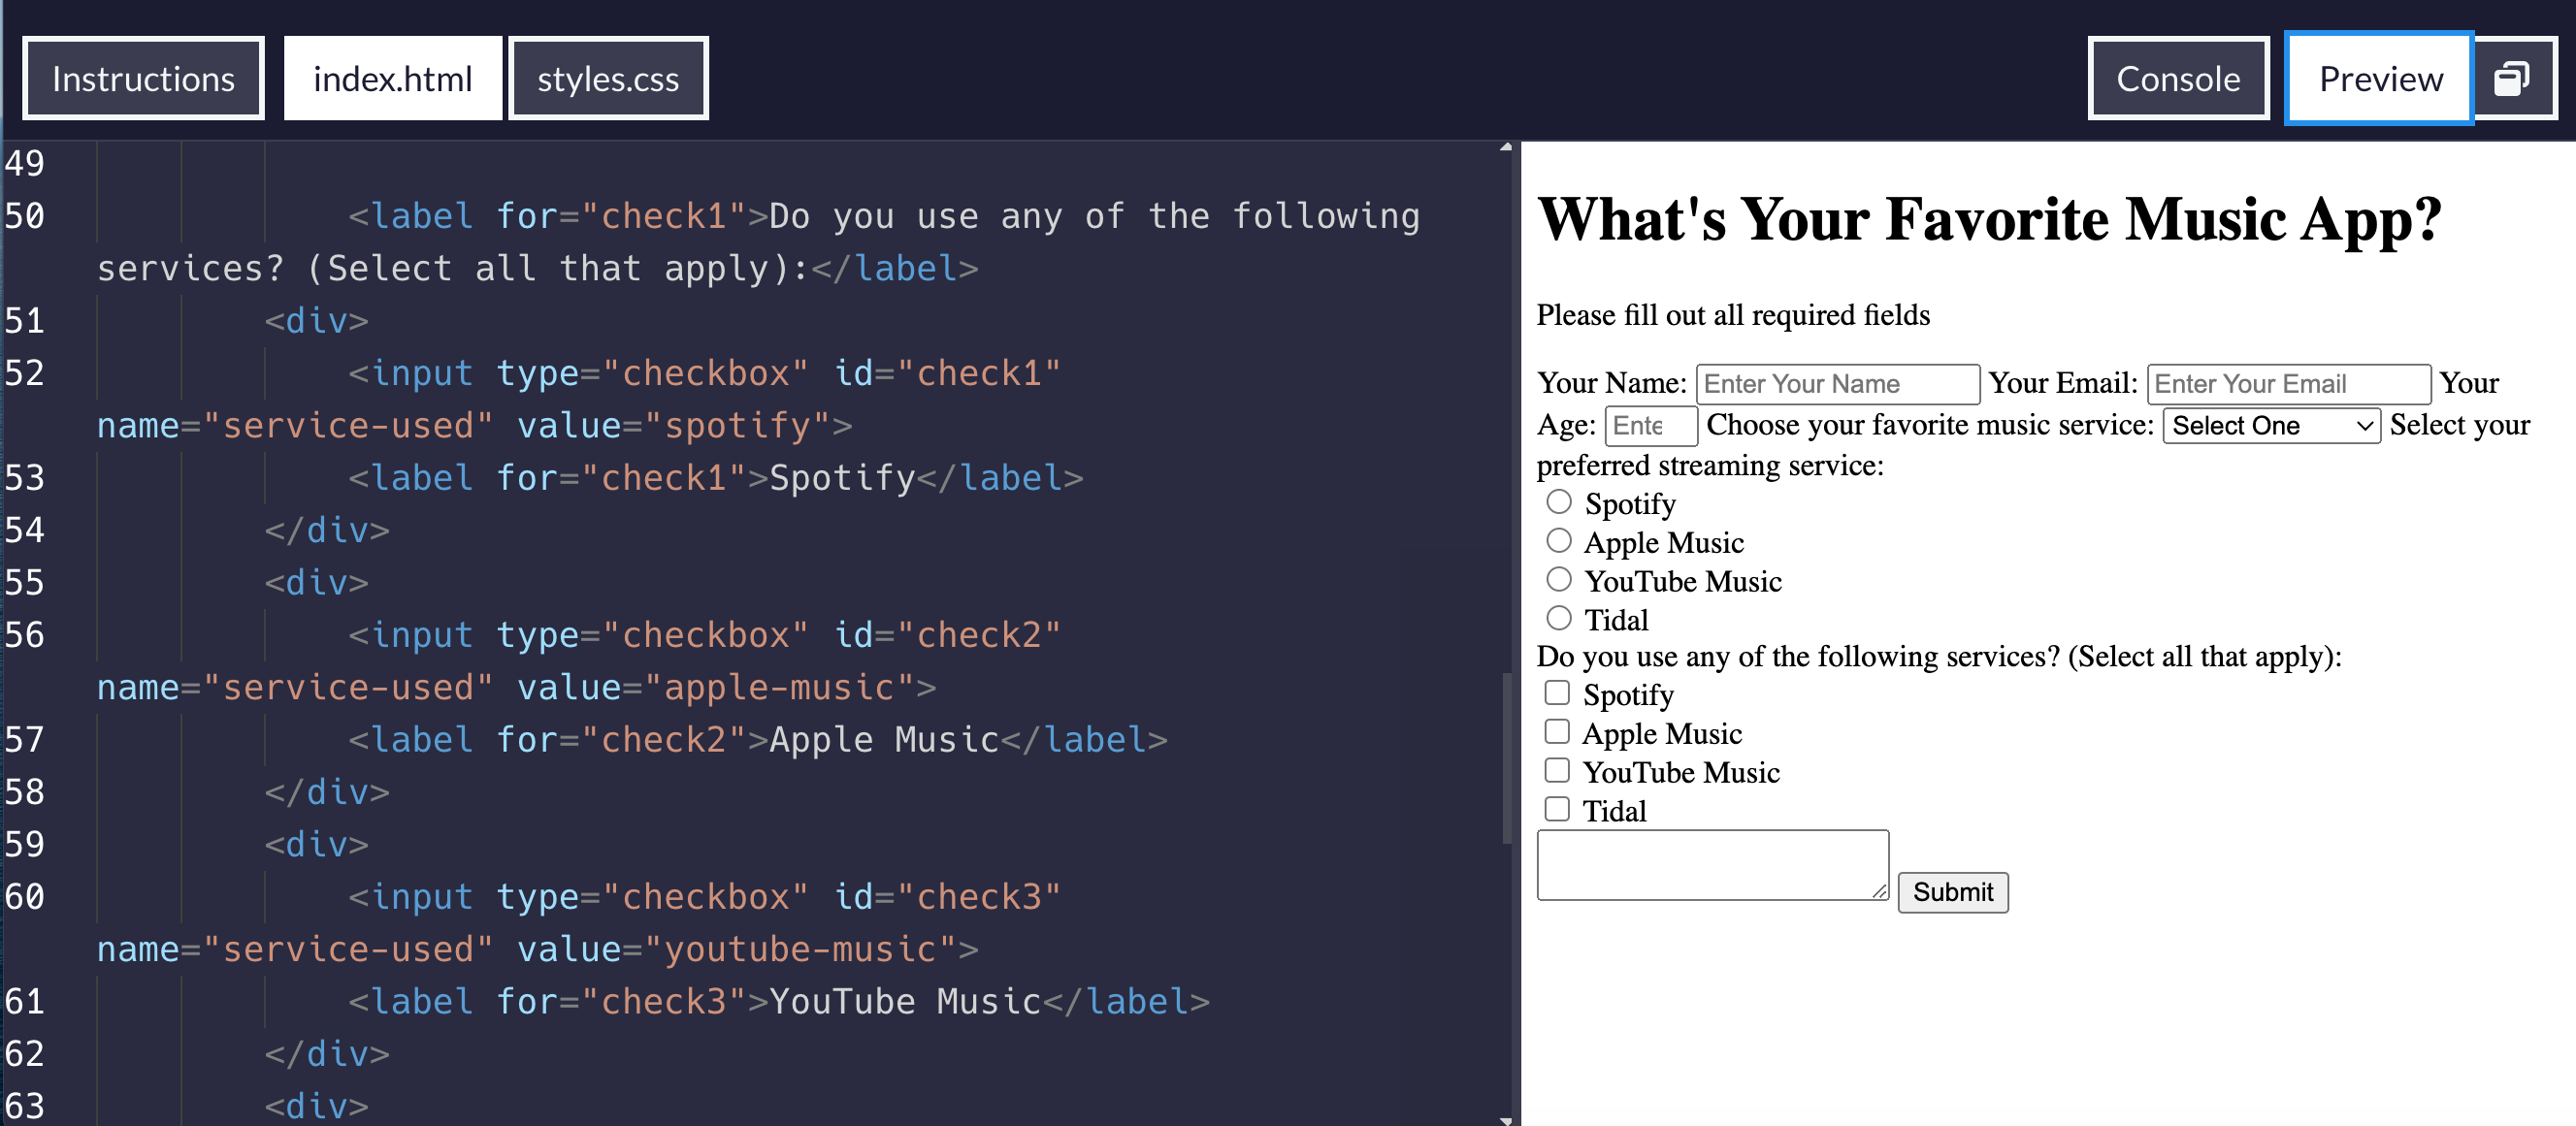 Instructions index.html styles.css Console Preview
49
50 <label for="check1">Do you use any of the following
services? (Select all that apply):</label>
51 <div>
52 <input type="checkbox" id="check1"
name="service-used" value="spotify">
53 <label for="check1">Spotify</label>
54 </div>
55 <div>
56 <input type="checkbox" id="check2"
name="service-used" value="apple-music">
57 <label for="check2">Apple Music</label>
58 </div>
59 <div>
60 <input type="checkbox" id="check3"
name="service-used" value="youtube-music">
61 <label for="check3">YouTube Music</label>
62 </div>
63 <div>
What's Your Favorite Music App?
Please fill out all required fields
Your Name: Enter Your Name Your Email: Enter Your Email Your
Age: Ente Choose your favorite music service: Select One Select your
preferred streaming service:
Spotify
Apple Music
YouTube Music
Tidal
Do you use any of the following services? (Select all that apply):
Spotify
Apple Music
YouTube Music
Tidal
Submit